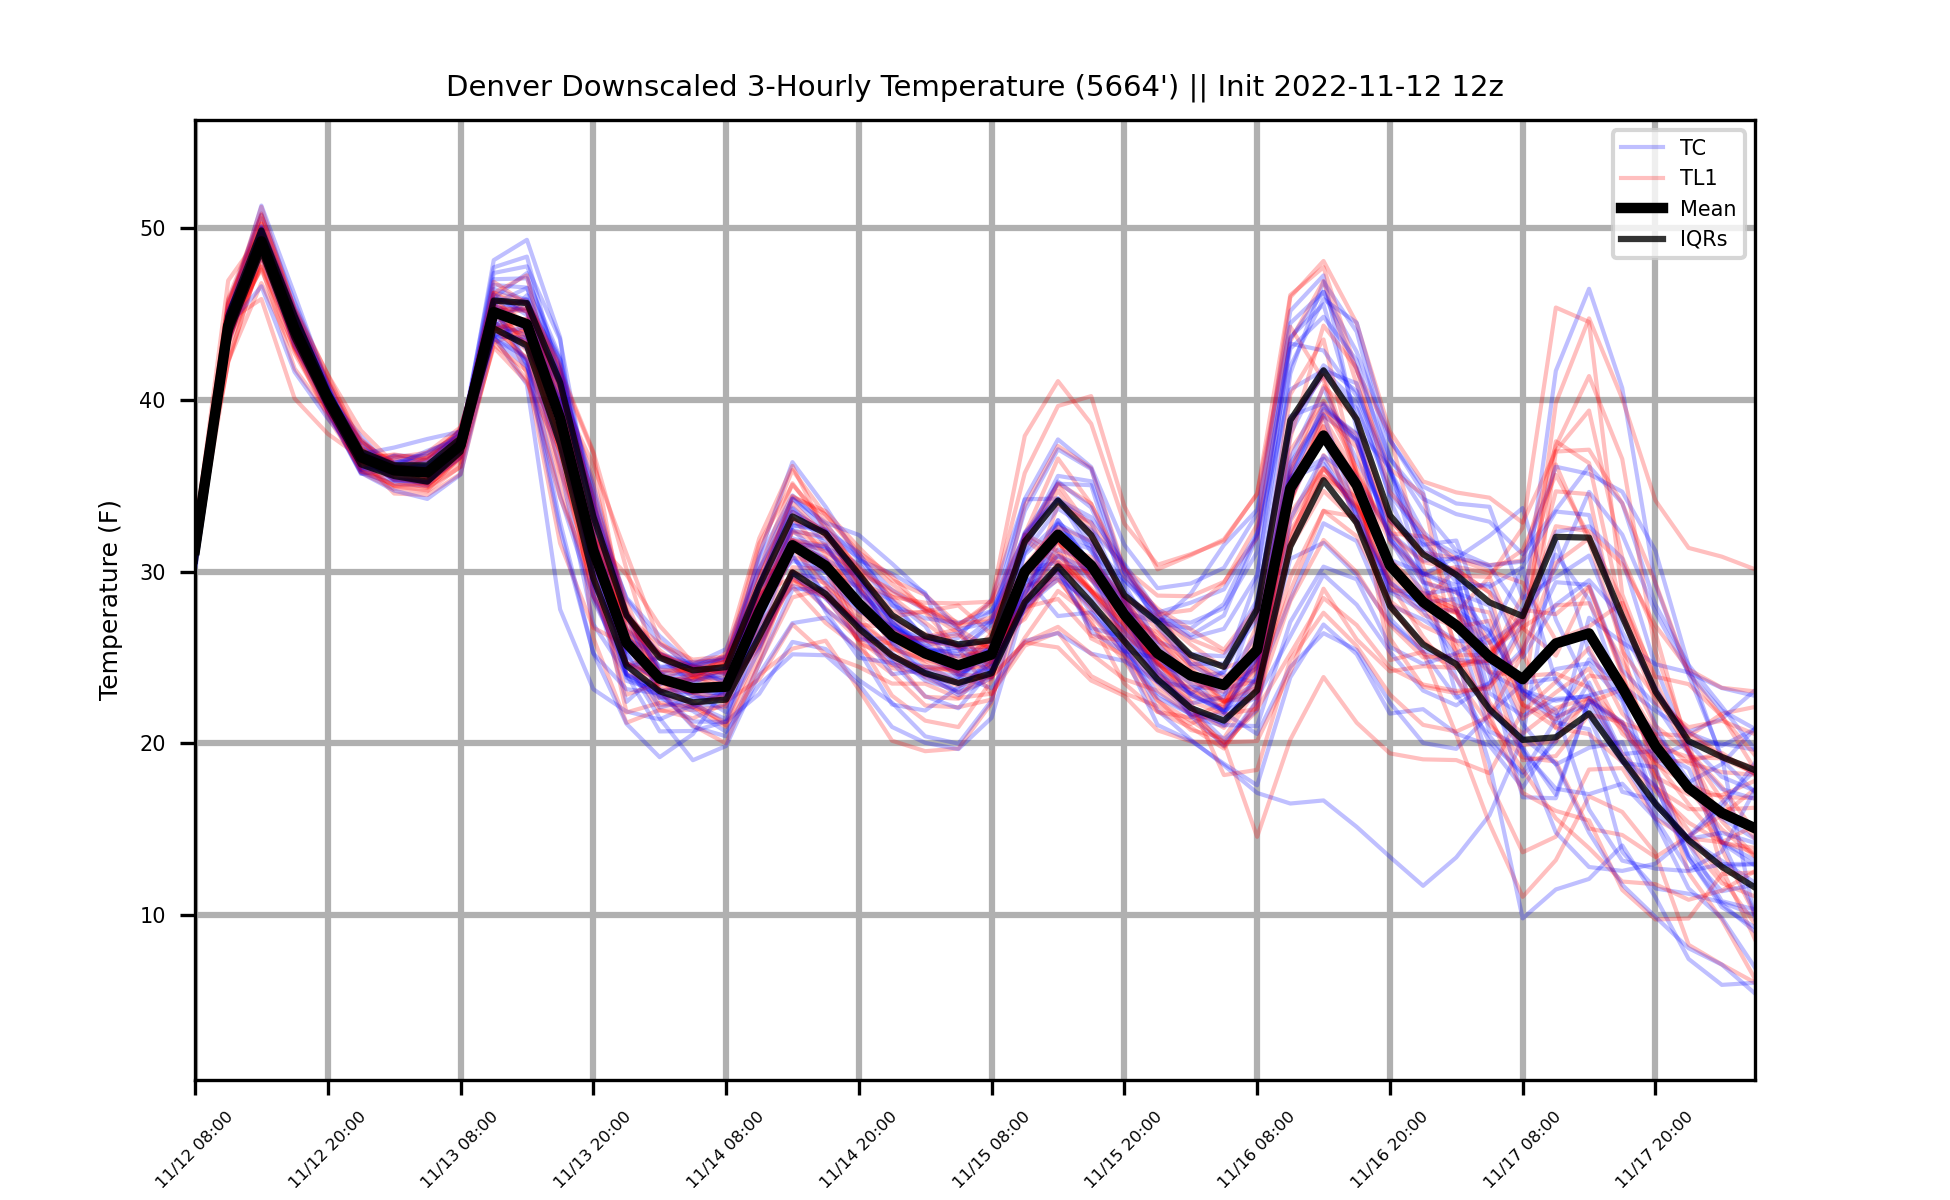 Denver Downscaled 3-Hourly Temperature (5664') || Init 2022-11-12 12z
TC
TL1
Mean
IQRs
Temperature (F)
50
40
30
20
10
11/12 08:00
11/12 20:00
11/13 08:00
11/13 20:00
11/14 08:00
11/14 20:00
11/15 08:00
11/15 20:00
11/16 08:00
11/16 20:00
11/17 08:00
11/17 20:00